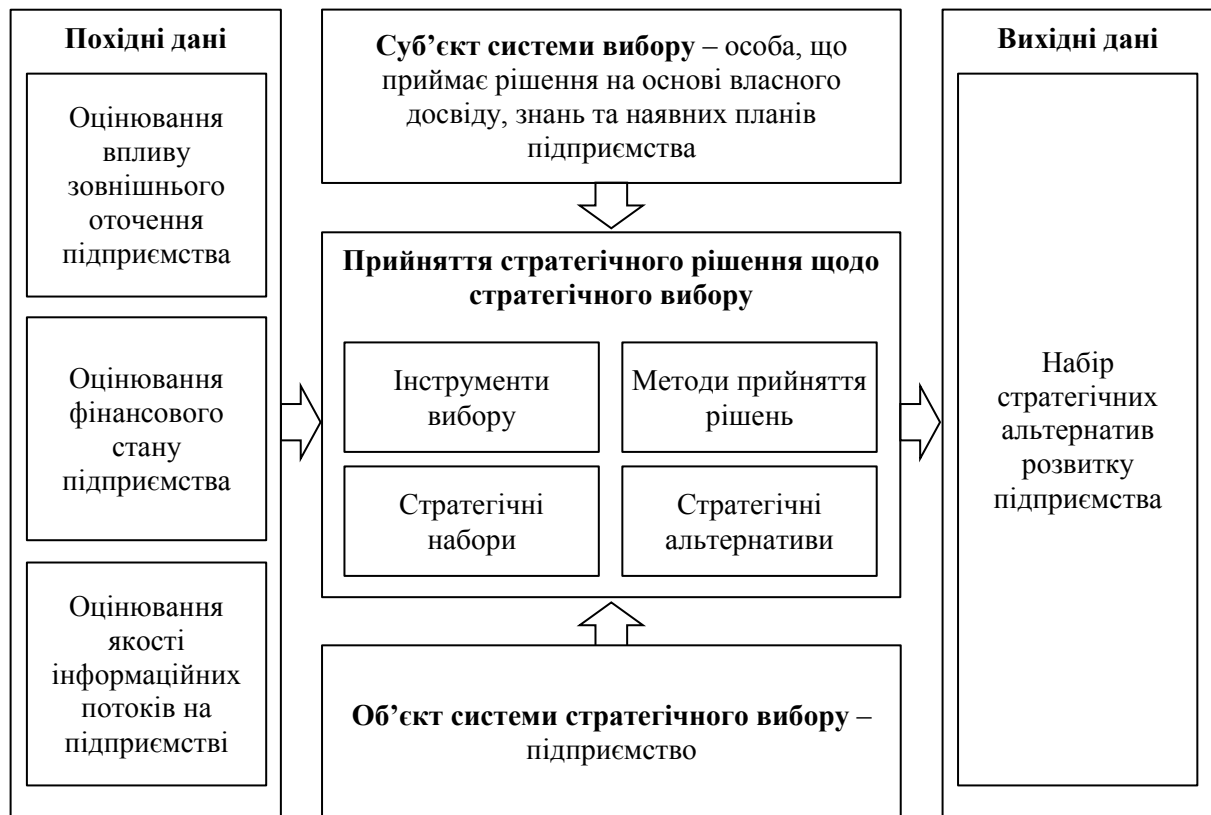 Похідні дані
Оцінювання
впливу
зовнішнього
оточення
підприємства
Оцінювання
фінансового
стану
підприємства
Оцінювання
якості
інформаційних
потоків на
підприємстві
Суб’єкт системи вибору – особа, що
приймає рішення на основі власного
досвіду, знань та наявних планів
підприємства
Прийняття стратегічного рішення щодо
стратегічного вибору
Інструменти
вибору
Методи прийняття
рішень
Стратегічні
набори
Стратегічні
альтернативи
Об’єкт системи стратегічного вибору –
підприємство
Вихідні дані
Набір
стратегічних
альтернатив
розвитку
підприємства